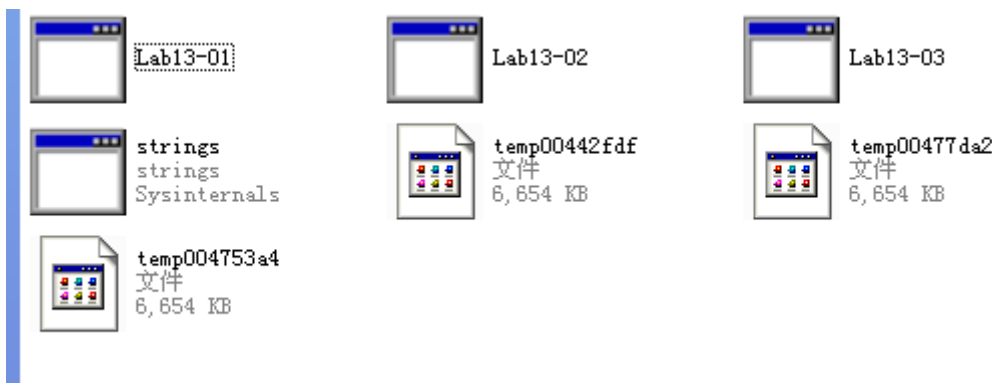 Lab13-01
Lab13-02
Lab13-03
strings
strings
Sysinternals
temp00442fdf
文件
6,654 KB
temp00477da2
文件
6,654 KB
temp004753a4
文件
6,654 KB